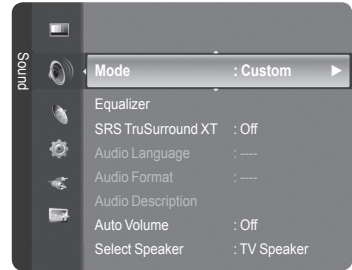 Sound
Mode : Custom ►
Equalizer
SRS TruSurround XT : Off
Audio Language : ----
Audio Format : ----
Audio Description
Auto Volume : Off
Select Speaker : TV Speaker